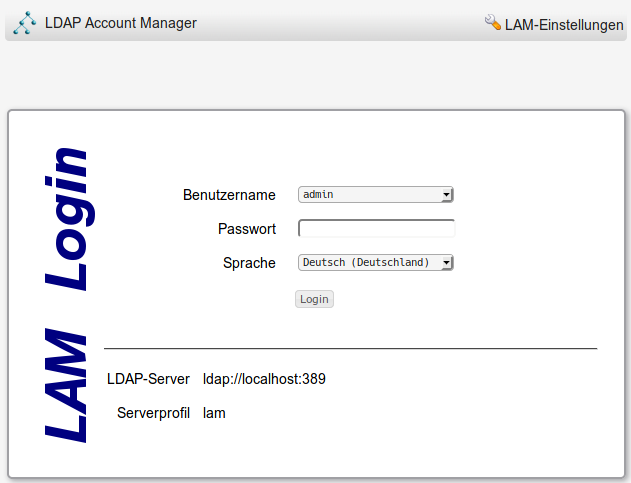 LDAP Account Manager
LAM-Einstellungen
LAM Login
Benutzername admin
Passwort
Sprache Deutsch (Deutschland)
Login
LDAP-Server ldap://localhost:389
Serverprofil lam